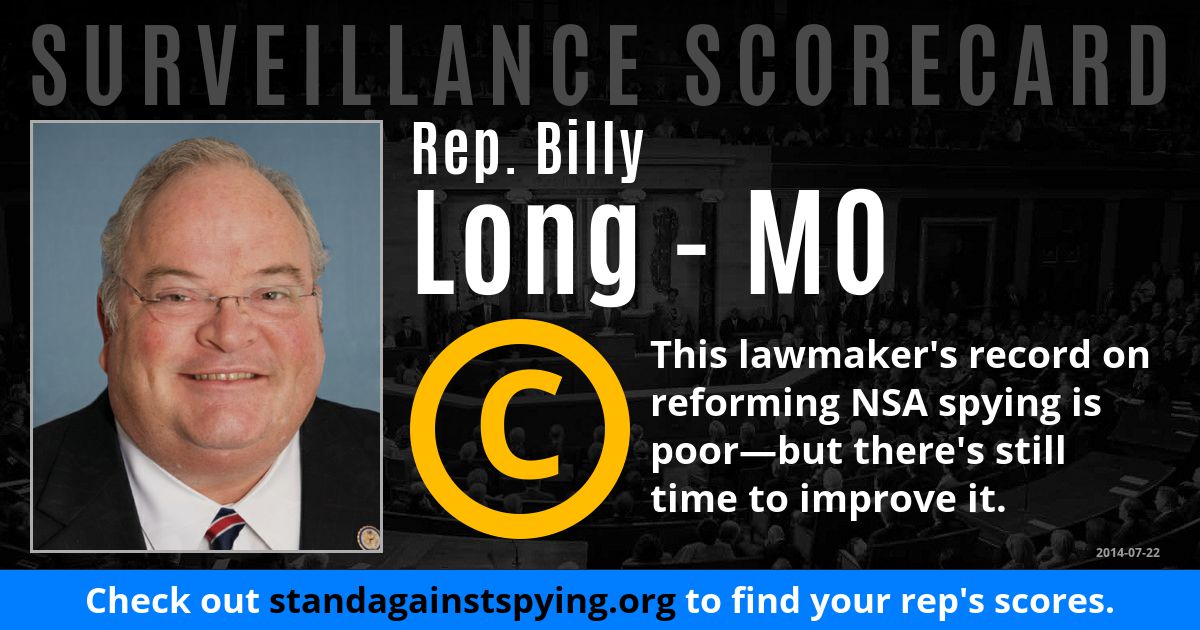 SURVEILLANCE SCORECARD
Rep. Billy
Long - MO
C
This lawmaker's record on
reforming NSA spying is
poor—but there's still
time to improve it.
2014-07-22
Check out standagainstspying.org to find your rep's scores.